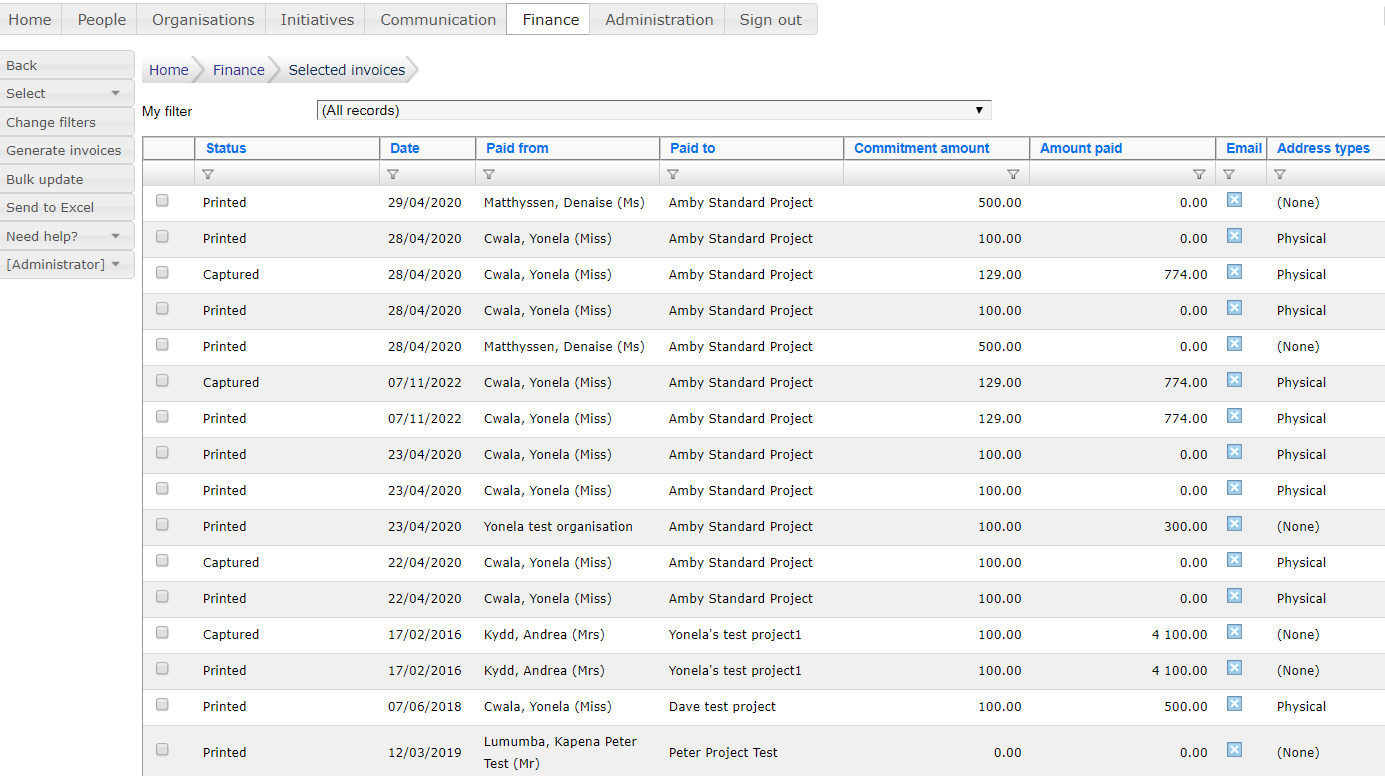 Home People Organisations Initiatives Communication Finance Administration Sign out
Back
Select
Change filters
Generate invoices
Bulk update
Send to Excel
Need help?
[Administrator]
Home Finance Selected invoices
My filter (All records)
Status Date Paid from Paid to Commitment amount Amount paid Email Address types
Printed 29/04/2020 Matthyssen, Denaise (Ms) Amby Standard Project 500.00 0.00 (None)
Printed 28/04/2020 Cwala, Yonela (Miss) Amby Standard Project 100.00 0.00 Physical
Captured 28/04/2020 Cwala, Yonela (Miss) Amby Standard Project 129.00 774.00 Physical
Printed 28/04/2020 Cwala, Yonela (Miss) Amby Standard Project 100.00 0.00 Physical
Printed 28/04/2020 Matthyssen, Denaise (Ms) Amby Standard Project 500.00 0.00 (None)
Captured 07/11/2022 Cwala, Yonela (Miss) Amby Standard Project 129.00 774.00 Physical
Printed 07/11/2022 Cwala, Yonela (Miss) Amby Standard Project 129.00 774.00 Physical
Printed 23/04/2020 Cwala, Yonela (Miss) Amby Standard Project 100.00 0.00 Physical
Printed 23/04/2020 Cwala, Yonela (Miss) Amby Standard Project 100.00 0.00 Physical
Printed 23/04/2020 Yonela test organisation Amby Standard Project 100.00 300.00 (None)
Captured 22/04/2020 Cwala, Yonela (Miss) Amby Standard Project 100.00 0.00 Physical
Printed 22/04/2020 Cwala, Yonela (Miss) Amby Standard Project 100.00 0.00 Physical
Captured 17/02/2016 Kydd, Andrea (Mrs) Yonela's test project1 100.00 4 100.00 (None)
Printed 17/02/2016 Kydd, Andrea (Mrs) Yonela's test project1 100.00 4 100.00 (None)
Printed 07/06/2018 Cwala, Yonela (Miss) Dave test project 100.00 500.00 Physical
Printed 12/03/2019 Lumumba, Kapena Peter
Test (Mr) Peter Project Test 0.00 0.00 (None)